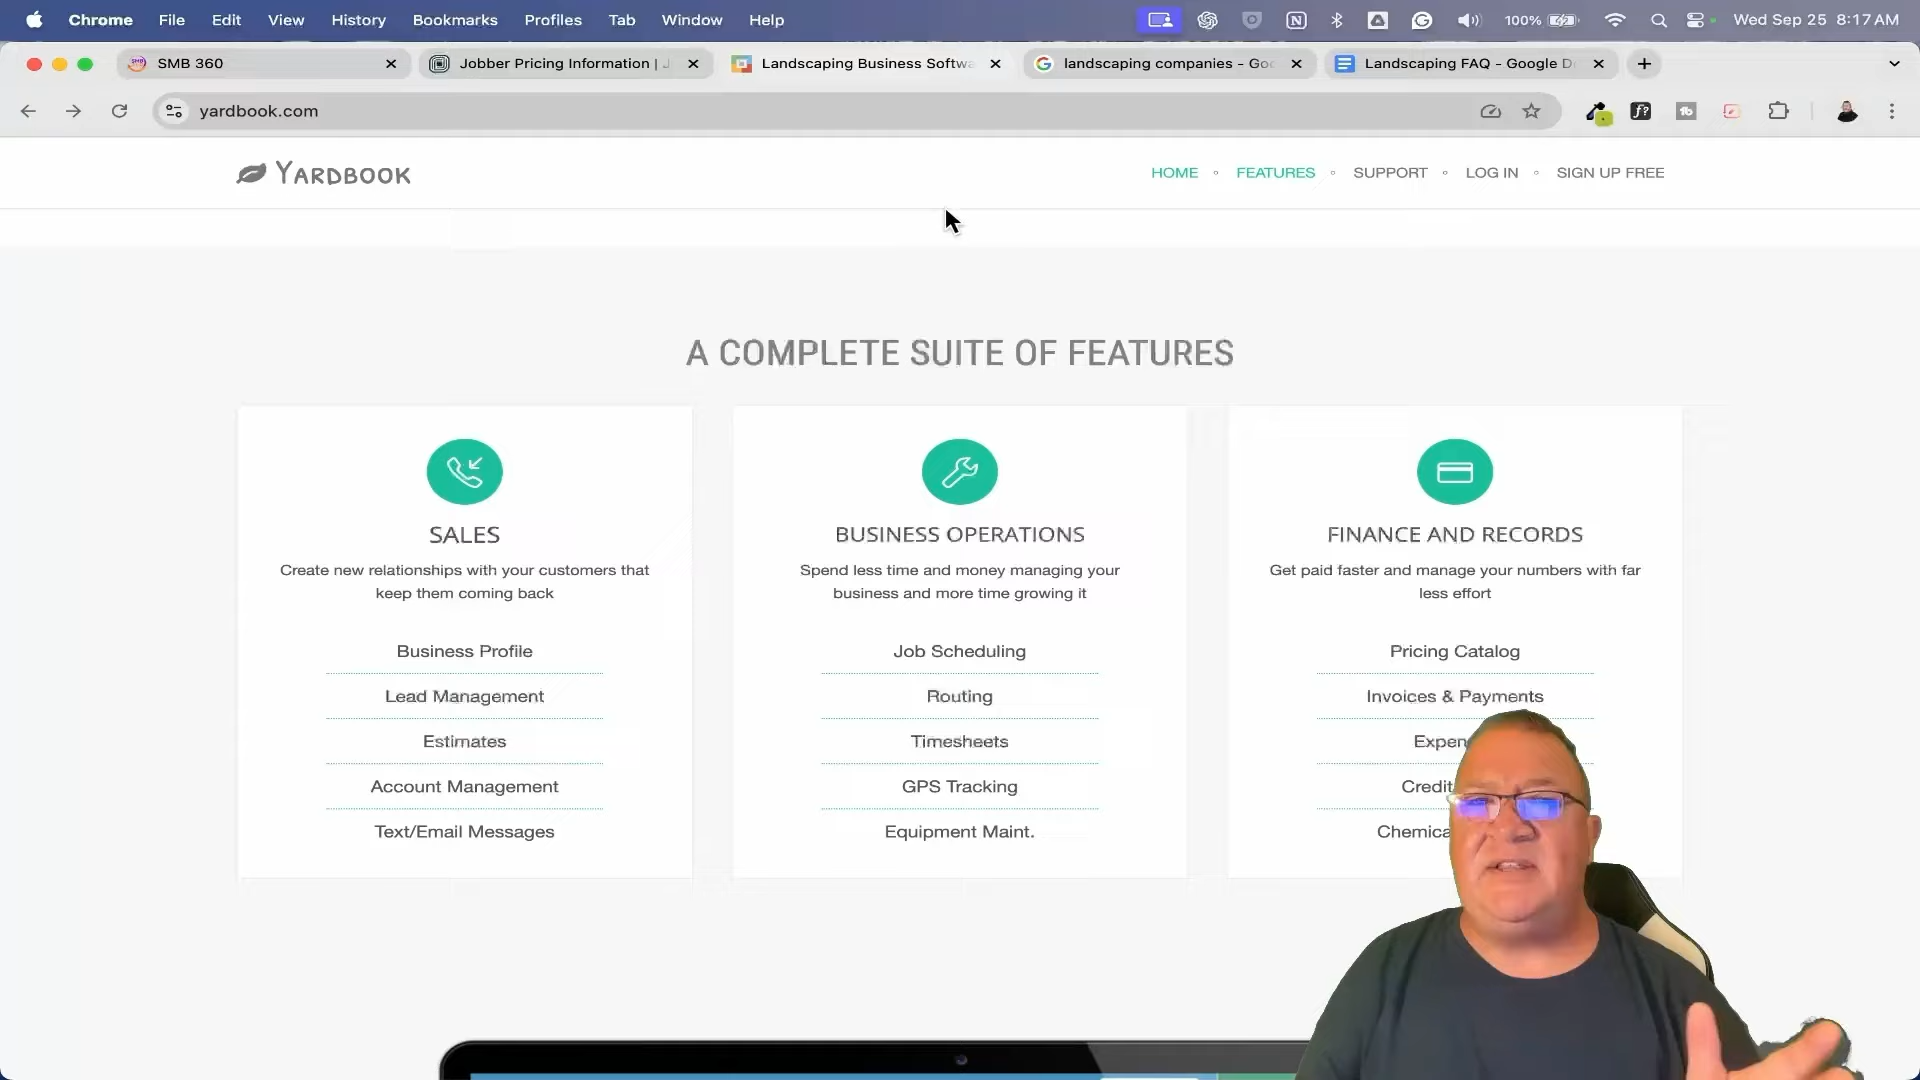 Chrome File Edit View History Bookmarks Profiles Tab Window Help 100% Wed Sep 25 8:17 AM
SMB 360 Jobber Pricing Information | Landscaping Business Softwa landscaping companies - Goo Landscaping FAQ - Google D
yardbook.com
YARDBOOK HOME FEATURES SUPPORT LOG IN SIGN UP FREE
A COMPLETE SUITE OF FEATURES
SALES
Create new relationships with your customers that
keep them coming back
Business Profile
Lead Management
Estimates
Account Management
Text/Email Messages
BUSINESS OPERATIONS
Spend less time and money managing your
business and more time growing it
Job Scheduling
Routing
Timesheets
GPS Tracking
Equipment Maint.
FINANCE AND RECORDS
Get paid faster and manage your numbers with far
less effort
Pricing Catalog
Invoices & Payments
Expen
Credit
Chemica